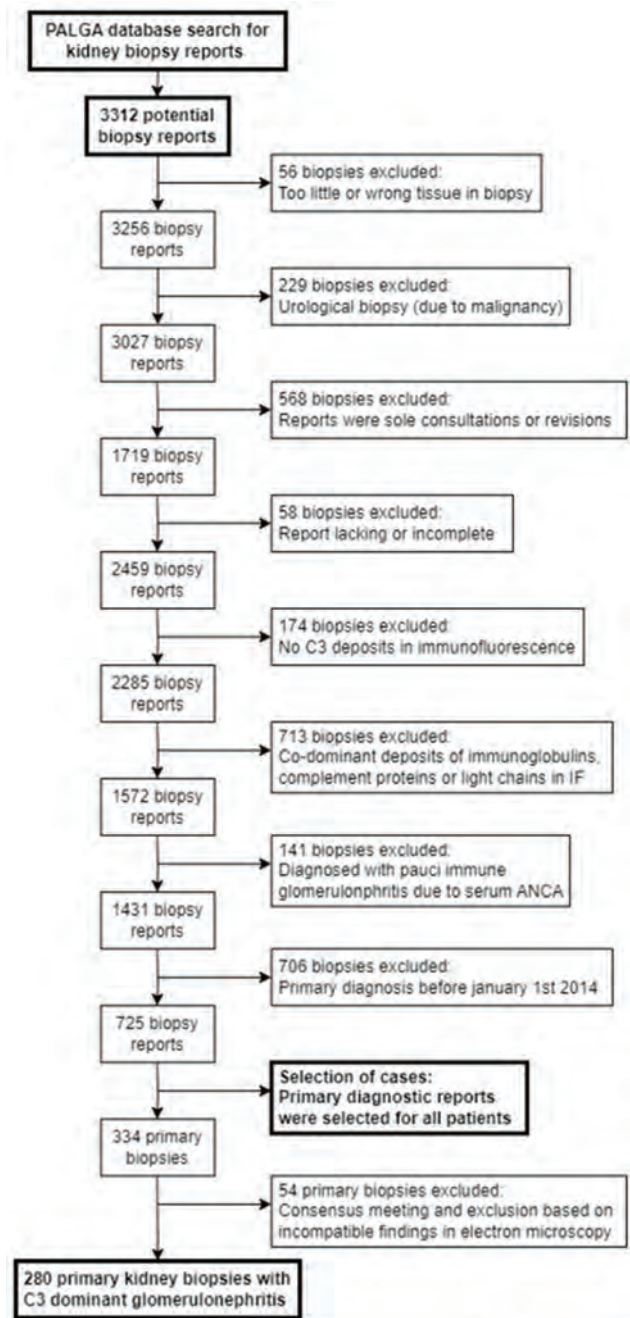 PALGA database search for
kidney biopsy reports
3312 potential
biopsy reports
56 biopsies excluded:
Too little or wrong tissue in biopsy
3256 biopsy
reports
229 biopsies excluded:
Urological biopsy (due to malignancy)
3027 biopsy
reports
568 biopsies excluded:
Reports were sole consultations or revisions
1719 biopsy
reports
58 biopsies excluded:
Report lacking or incomplete
2459 biopsy
reports
174 biopsies excluded:
No C3 deposits in immunofluorescence
2285 biopsy
reports
713 biopsies excluded:
Co-dominant deposits of immunoglobulins,
complement proteins or light chains in IF
1572 biopsy
reports
141 biopsies excluded:
Diagnosed with pauci immune
glomerulonphritis due to serum ANCA
1431 biopsy
reports
706 biopsies excluded:
Primary diagnosis before january 1st 2014
725 biopsy
reports
Selection of cases:
Primary diagnostic reports
were selected for all patients
334 primary
biopsies
54 primary biopsies excluded:
Consensus meeting and exclusion based on
incompatible findings in electron microscopy
280 primary kidney biopsies with
C3 dominant glomerulonephritis